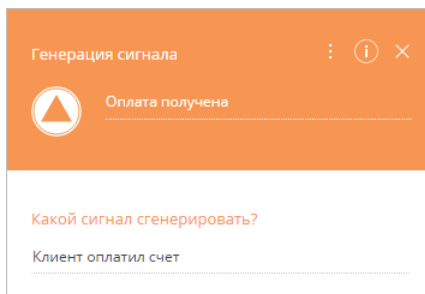 Генерация сигнала
Оплата получена
Какой сигнал сгенерировать?
Клиент оплатил счет